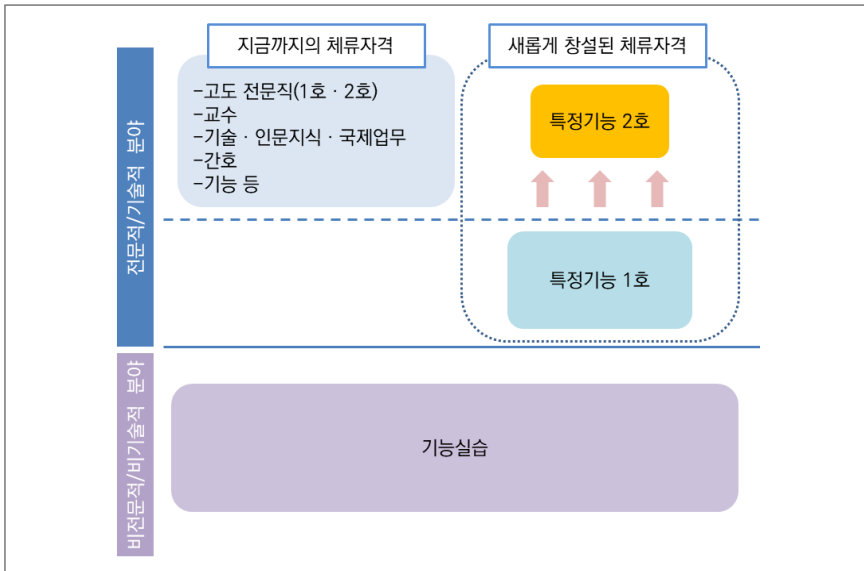 지금까지의 체류자격
새롭게 창설된 체류자격
전문적/기술적 분야
-고도 전문직(1호 · 2호)
-교수
-기술 · 인문지식 · 국제업무
-간호
-기능 등
특정기능 2호
특정기능 1호
비전문적/비기술적 분야
기능실습